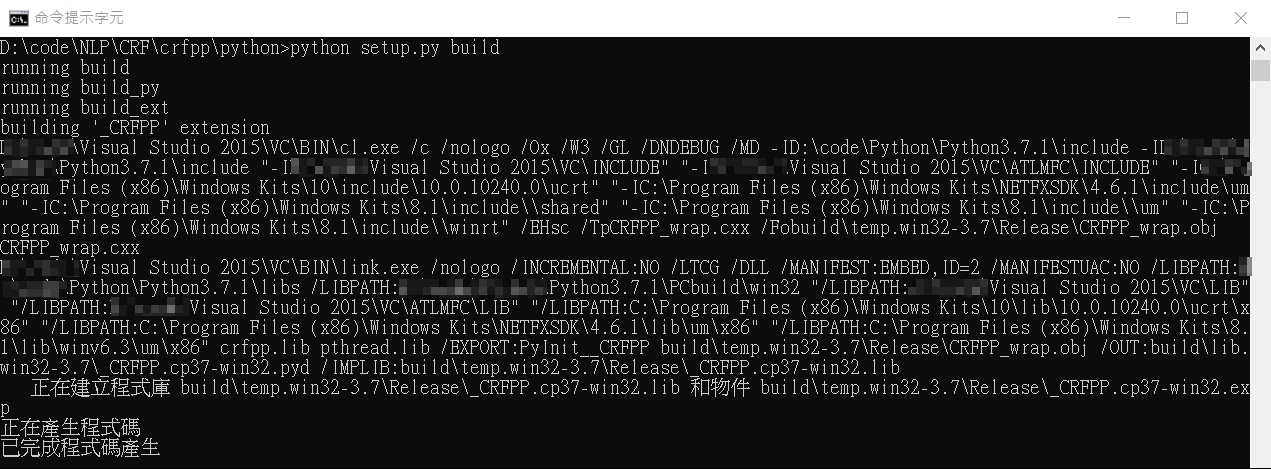 命令提示字元
D:\code\NLP\CRF\crfpp\python>python setup.py build
running build
running build_py
running build_ext
building '_CRFPP' extension
\Visual Studio 2015\VC\BIN\cl.exe /c /nologo /Ox /W3 /GL /DNDEBUG /MD -ID:\code\Python\Python3.7.1\include -ID
\Python3.7.1\include "-I Visual Studio 2015\VC\INCLUDE" "-I Visual Studio 2015\VC\ATLMFC\INCLUDE" "-I
ogram Files (x86)\Windows Kits\10\include\10.0.10240.0\ucrt" "-IC:\Program Files (x86)\Windows Kits\NETFXSDK\4.6.1\include\um
" "-IC:\Program Files (x86)\Windows Kits\8.1\include\\shared" "-IC:\Program Files (x86)\Windows Kits\8.1\include\\um" "-IC:\P
rogram Files (x86)\Windows Kits\8.1\include\\winrt" /EHsc /TpCRFPP_wrap.cxx /Fobuild\temp.win32-3.7\Release\CRFPP_wrap.obj
CRFPP_wrap.cxx
Visual Studio 2015\VC\BIN\link.exe /nologo /INCREMENTAL:NO /LTCG /DLL /MANIFEST:EMBED,ID=2 /MANIFESTUAC:NO /LIBPATH:
\Python\Python3.7.1\libs /LIBPATH: Python3.7.1\PCbuild\win32 "/LIBPATH: Visual Studio 2015\VC\LIB"
"/LIBPATH: Visual Studio 2015\VC\ATLMFC\LIB" "/LIBPATH:C:\Program Files (x86)\Windows Kits\10\lib\10.0.10240.0\ucrt\x
86" "/LIBPATH:C:\Program Files (x86)\Windows Kits\NETFXSDK\4.6.1\lib\um\x86" "/LIBPATH:C:\Program Files (x86)\Windows Kits\8.
1\lib\winv6.3\um\x86" crfpp.lib pthread.lib /EXPORT:PyInit__CRFPP build\temp.win32-3.7\Release\CRFPP_wrap.obj /OUT:build\lib.
win32-3.7\_CRFPP.cp37-win32.pyd /IMPLIB:build\temp.win32-3.7\Release\_CRFPP.cp37-win32.lib
正在建立程式庫 build\temp.win32-3.7\Release\_CRFPP.cp37-win32.lib 和物件 build\temp.win32-3.7\Release\_CRFPP.cp37-win32.ex
p
正在產生程式碼
已完成程式碼產生